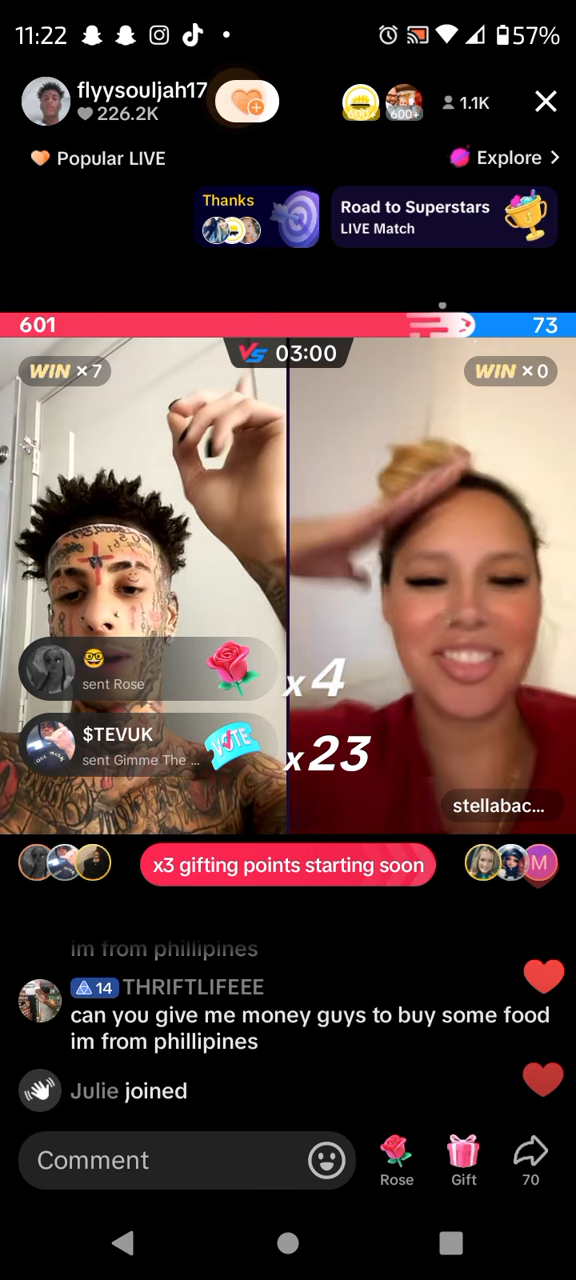 11:22
57%
flyysouljah17
226.2K
600+
600+
1.1K
Popular LIVE
Explore
Thanks
Road to Superstars
LIVE Match
601
73
VS 03:00
WIN x 7
WIN x 0
sent Rose
x4
$TEVUK
sent Gimme The ...
VOTE
x23
stellabac...
x3 gifting points starting soon
M
im from phillipines
14 THRIFTLIFEEE
can you give me money guys to buy some food
im from phillipines
Julie joined
Comment
Rose
Gift
70